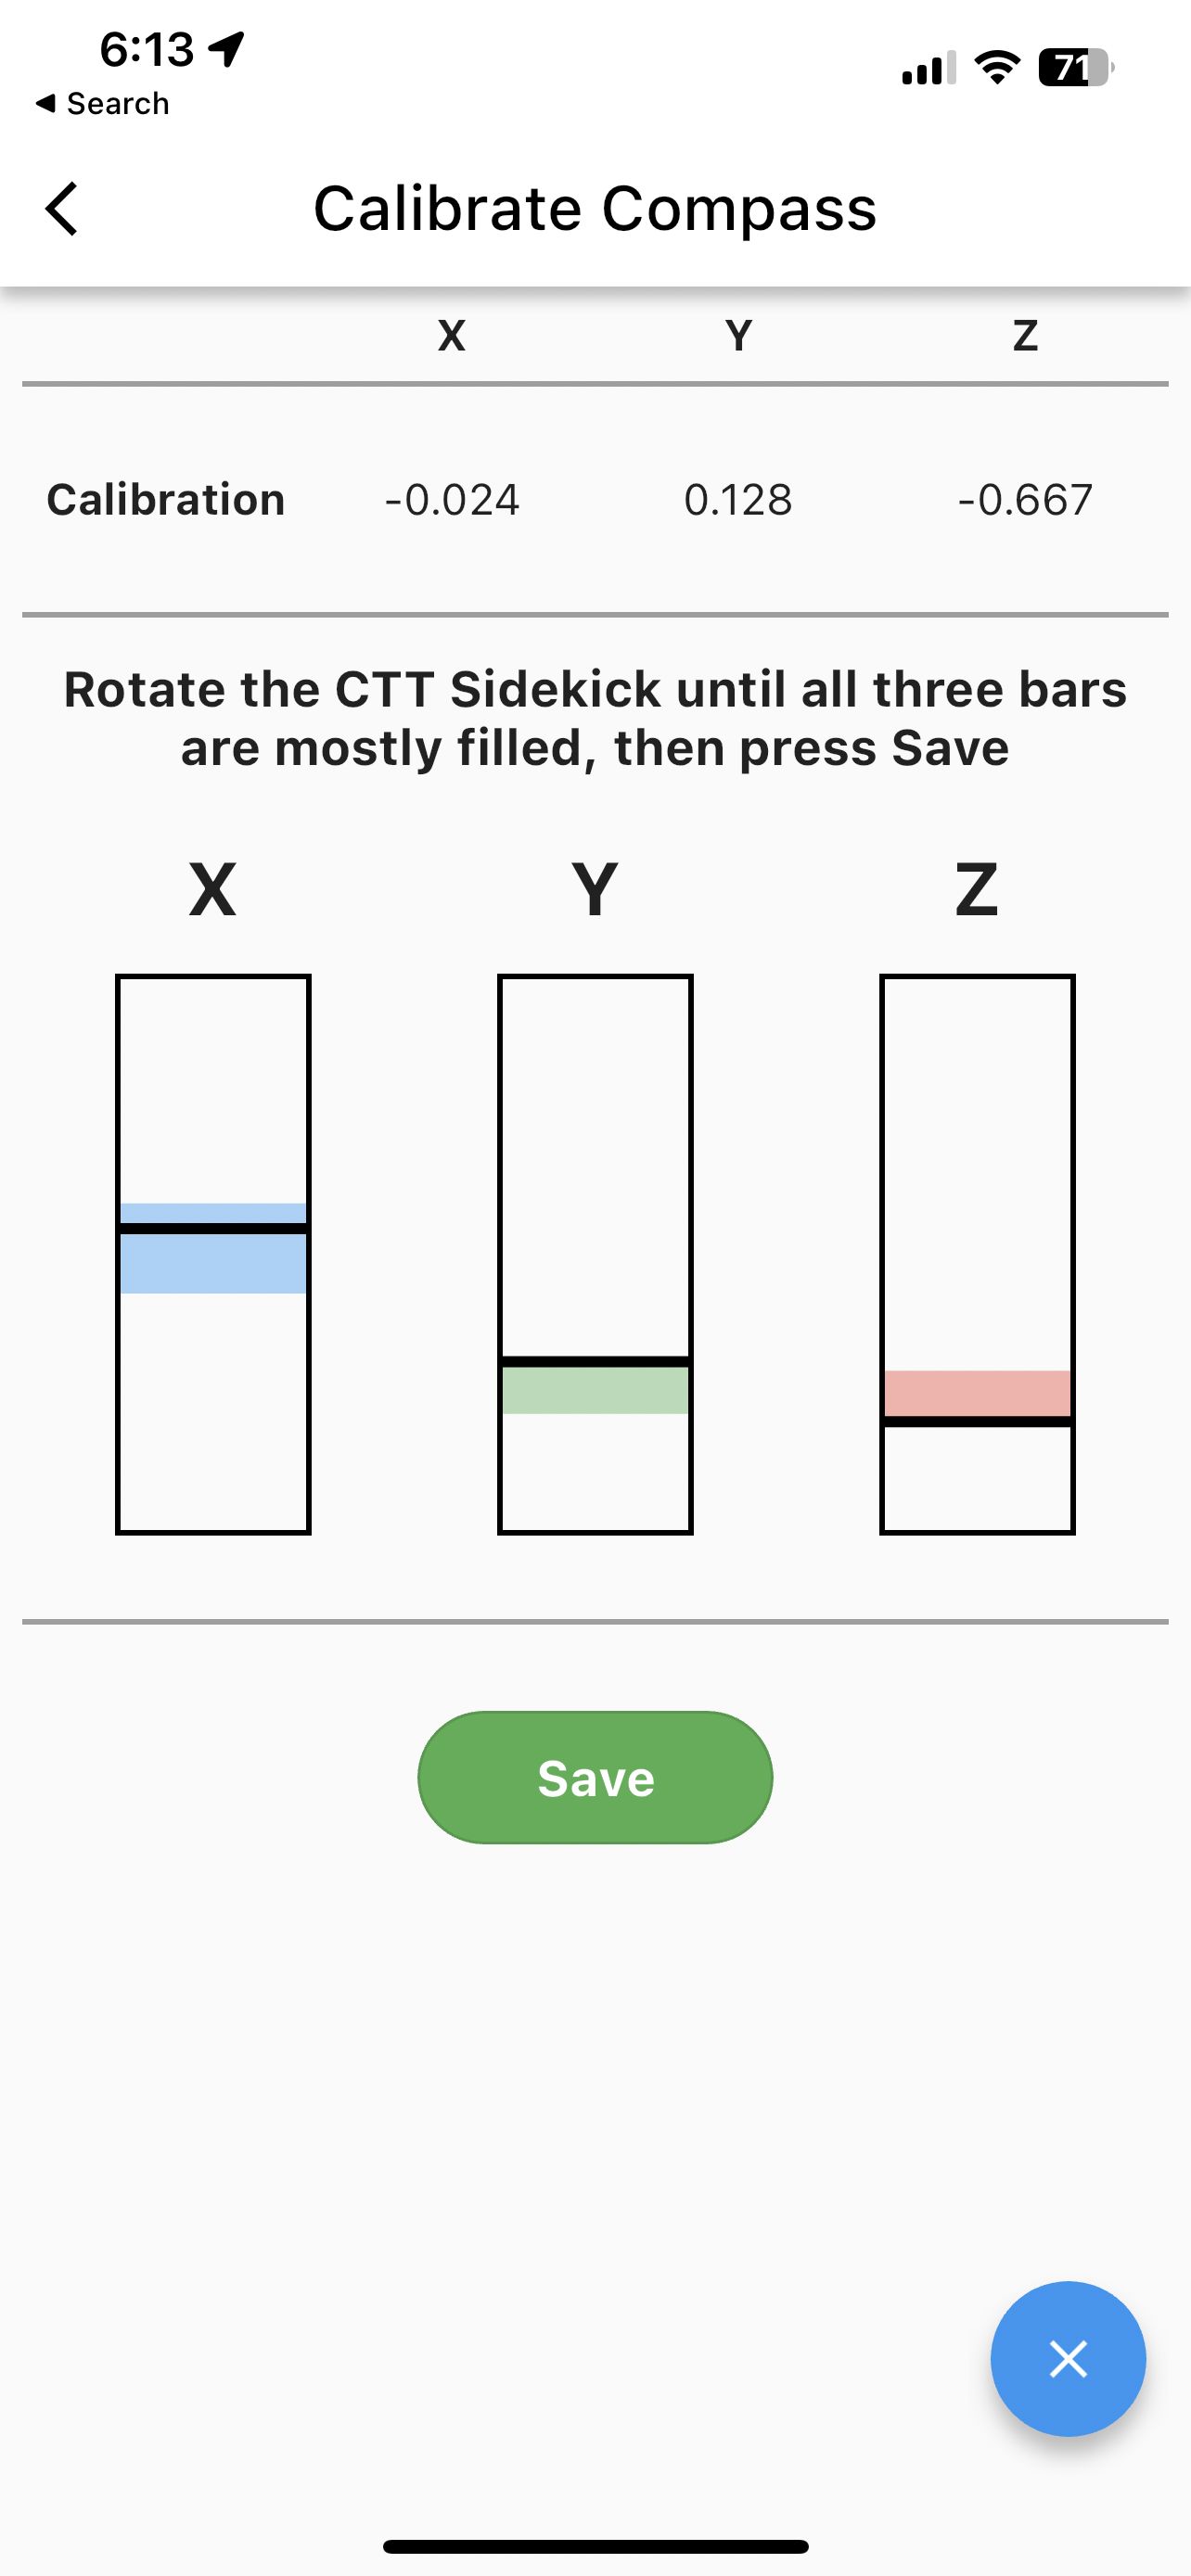 6:13
71
Search
Calibrate Compass
X Y Z
Calibration -0.024 0.128 -0.667
Rotate the CTT Sidekick until all three bars
are mostly filled, then press Save
X Y Z
Save